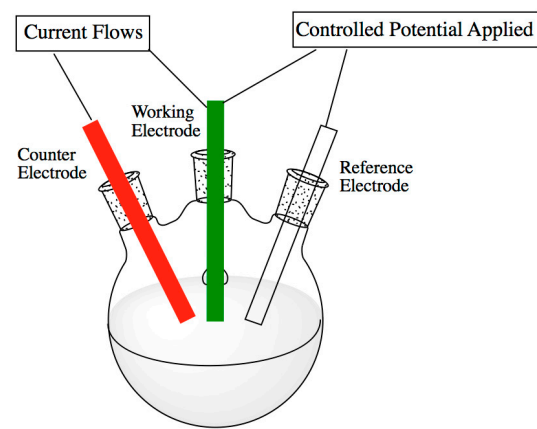 Current Flows
Controlled Potential Applied
Working
Electrode
Counter
Electrode
Reference
Electrode